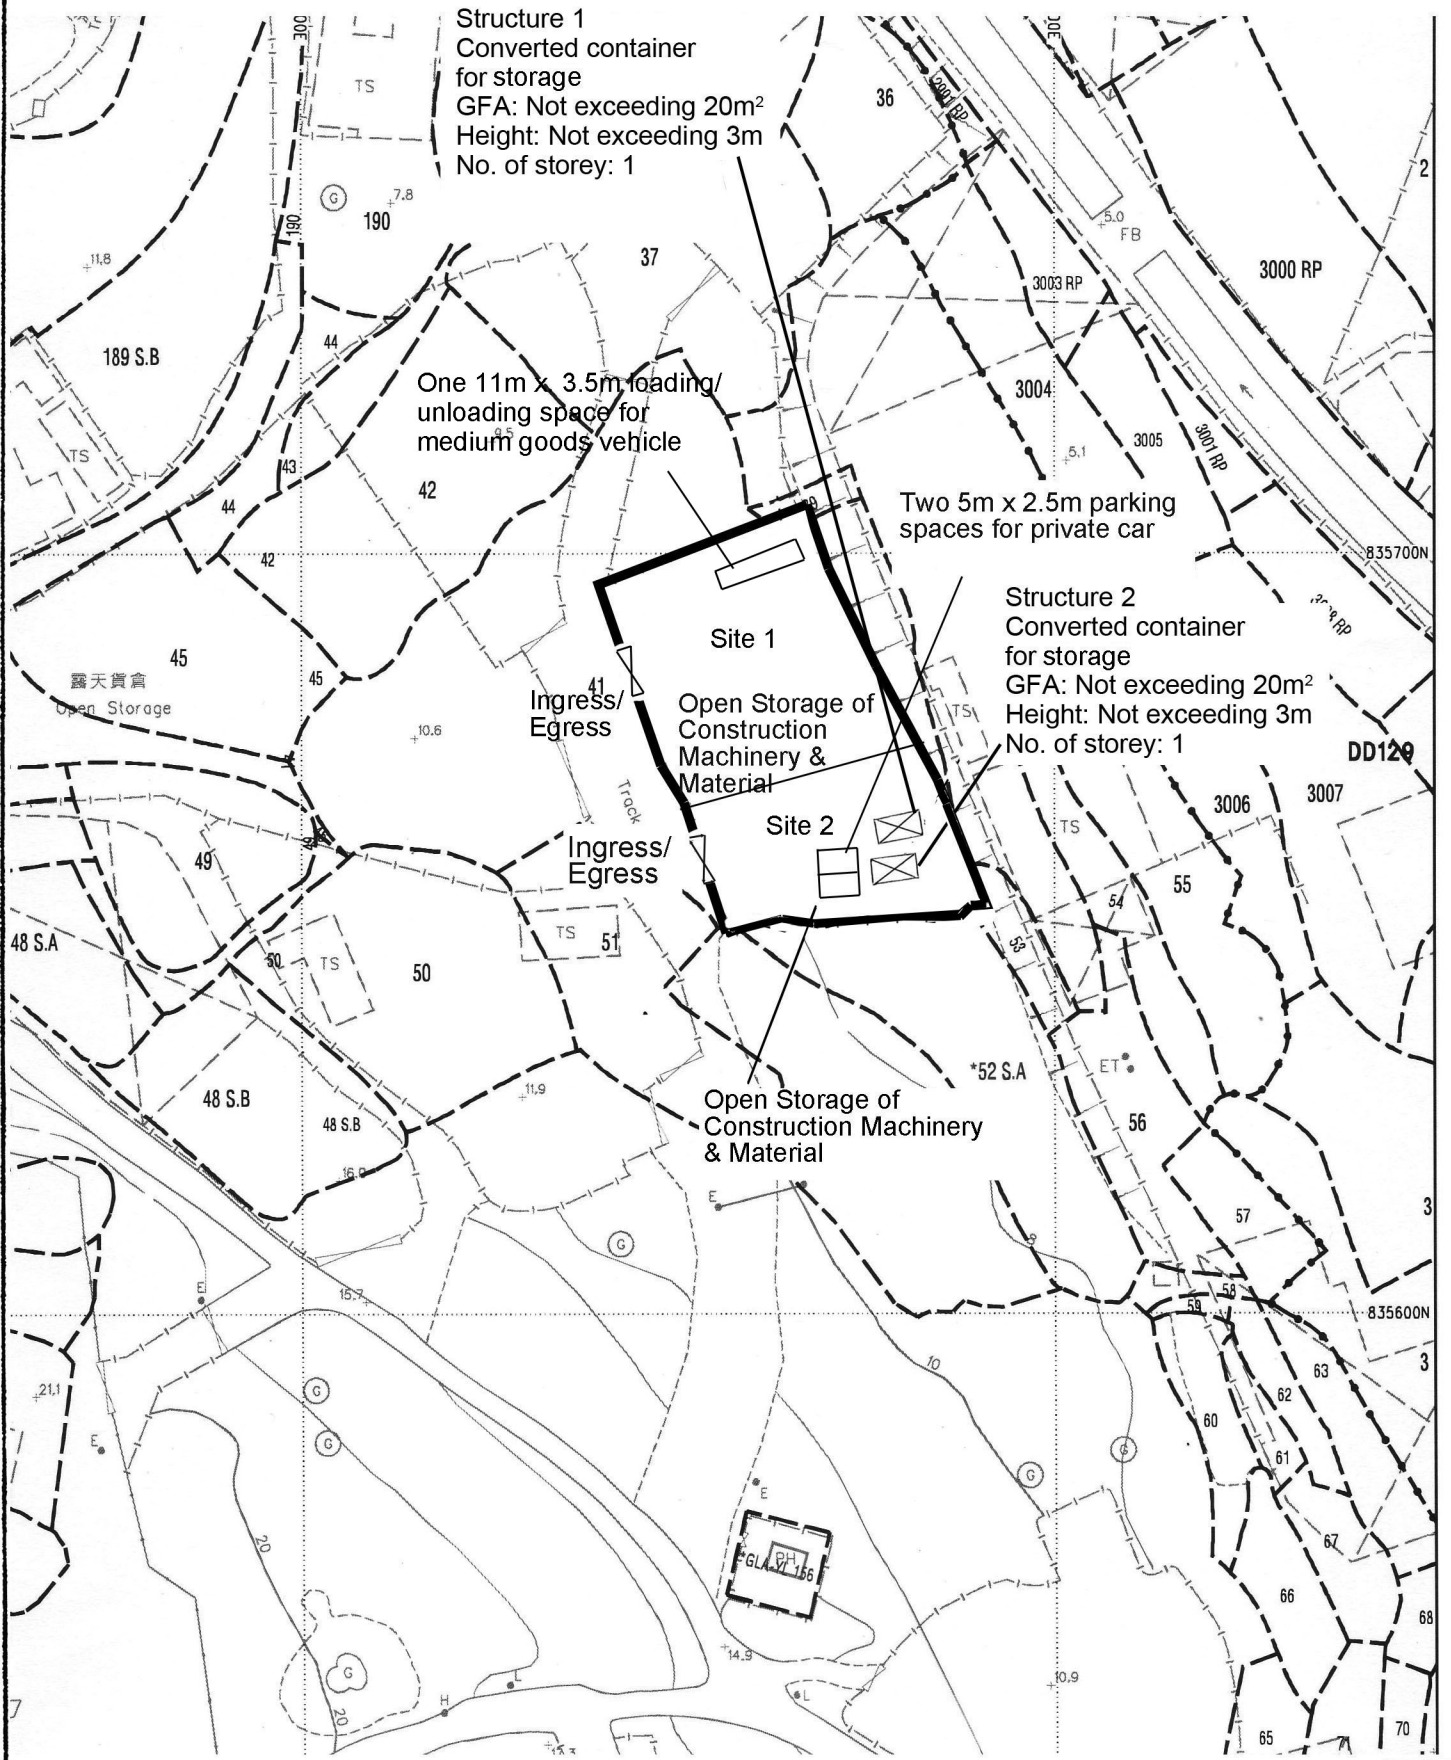 Structure 1
Converted container
for storage
GFA: Not exceeding 20m²
Height: Not exceeding 3m
No. of storey: 1
TS
36
2
G
7.8
190
190
5.0
FB
11.8
37
3003 RP
3000 RP
189 S.B
44
One 11m x 3.5m loading/
unloading space for
medium goods vehicle
9.5
3004
3005
3001 RP
5.1
TS
43
42
44
42
Two 5m x 2.5m parking
spaces for private car
835700N
Structure 2
Converted container
for storage
GFA: Not exceeding 20m²
Height: Not exceeding 3m
No. of storey: 1
Site 1
45
45
露天貨倉
Open Storage
41
Ingress/
Egress
Open Storage of
Construction
Machinery &
Material
TS
10.6
DD129
Track
3006
3007
Site 2
TS
Ingress/
Egress
49
55
54
48 S.A
50
TS
50
TS
51
53
*52 S.A
ET
56
48 S.B
48 S.B
11.9
Open Storage of
Construction Machinery
& Material
16.9
E
57
3
G
8
E
15.7
58
59
835600N
10
63
3
21.1
G
62
E
G
60
G
G
61
E
20
67
PH
*GLA-YL 156
66
68
14.9
G
10.9
L
L
H
20
7
65
71
70